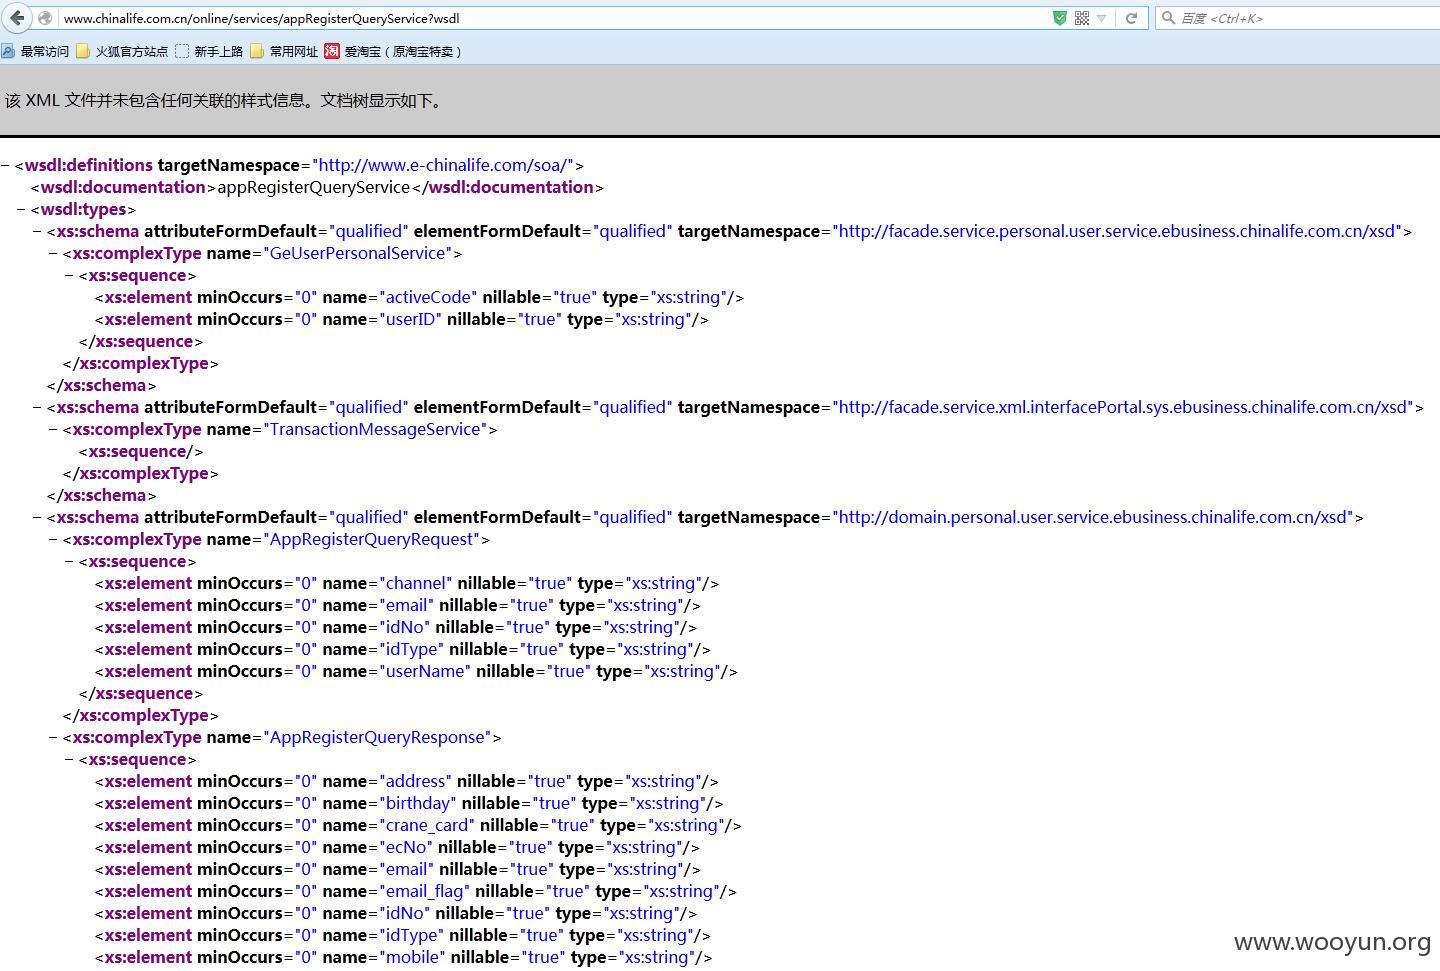 www.chinalife.com.cn/online/services/appRegisterQueryService?wsdl
百度 <Ctrl+K>
最常访问 火狐官方站点 新手上路 常用网址 淘 爱淘宝（原淘宝特卖）
该 XML 文件并未包含任何关联的样式信息。文档树显示如下。
− <wsdl:definitions targetNamespace="http://www.e-chinalife.com/soa/">
<wsdl:documentation>appRegisterQueryService</wsdl:documentation>
− <wsdl:types>
− <xs:schema attributeFormDefault="qualified" elementFormDefault="qualified" targetNamespace="http://facade.service.personal.user.service.ebusiness.chinalife.com.cn/xsd">
− <xs:complexType name="GeUserPersonalService">
− <xs:sequence>
<xs:element minOccurs="0" name="activeCode" nillable="true" type="xs:string"/>
<xs:element minOccurs="0" name="userID" nillable="true" type="xs:string"/>
</xs:sequence>
</xs:complexType>
</xs:schema>
− <xs:schema attributeFormDefault="qualified" elementFormDefault="qualified" targetNamespace="http://facade.service.xml.interfacePortal.sys.ebusiness.chinalife.com.cn/xsd">
− <xs:complexType name="TransactionMessageService">
<xs:sequence/>
</xs:complexType>
</xs:schema>
− <xs:schema attributeFormDefault="qualified" elementFormDefault="qualified" targetNamespace="http://domain.personal.user.service.ebusiness.chinalife.com.cn/xsd">
− <xs:complexType name="AppRegisterQueryRequest">
− <xs:sequence>
<xs:element minOccurs="0" name="channel" nillable="true" type="xs:string"/>
<xs:element minOccurs="0" name="email" nillable="true" type="xs:string"/>
<xs:element minOccurs="0" name="idNo" nillable="true" type="xs:string"/>
<xs:element minOccurs="0" name="idType" nillable="true" type="xs:string"/>
<xs:element minOccurs="0" name="userName" nillable="true" type="xs:string"/>
</xs:sequence>
</xs:complexType>
− <xs:complexType name="AppRegisterQueryResponse">
− <xs:sequence>
<xs:element minOccurs="0" name="address" nillable="true" type="xs:string"/>
<xs:element minOccurs="0" name="birthday" nillable="true" type="xs:string"/>
<xs:element minOccurs="0" name="crane_card" nillable="true" type="xs:string"/>
<xs:element minOccurs="0" name="ecNo" nillable="true" type="xs:string"/>
<xs:element minOccurs="0" name="email" nillable="true" type="xs:string"/>
<xs:element minOccurs="0" name="email_flag" nillable="true" type="xs:string"/>
<xs:element minOccurs="0" name="idNo" nillable="true" type="xs:string"/>
<xs:element minOccurs="0" name="idType" nillable="true" type="xs:string"/>
<xs:element minOccurs="0" name="mobile" nillable="true" type="xs:string"/>
www.wooyun.org